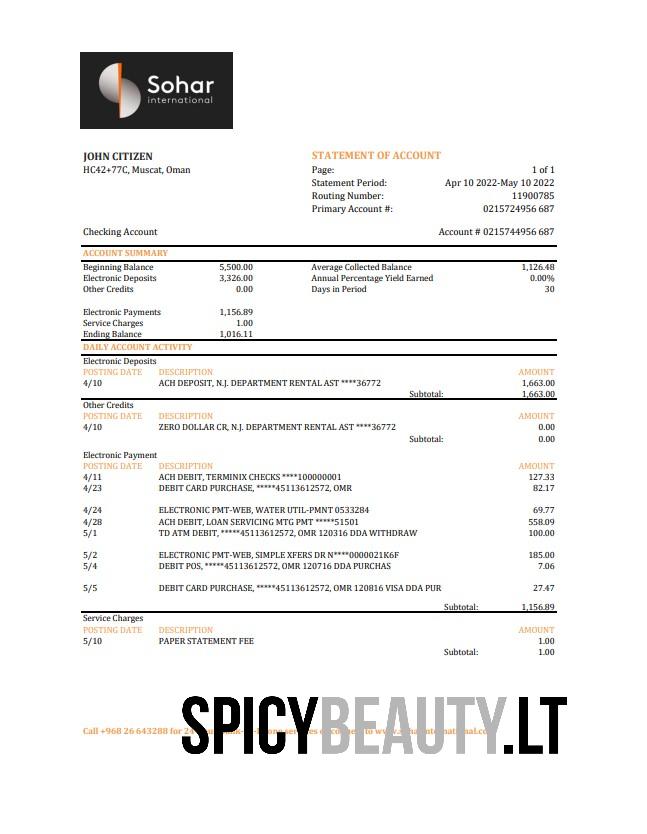 Sohar
international
JOHN CITIZEN
HC42+77C, Muscat, Oman
STATEMENT OF ACCOUNT
Page: 1 of 1
Statement Period: Apr 10 2022-May 10 2022
Routing Number: 11900785
Primary Account #: 0215724956 687
Checking Account Account # 0215744956 687
ACCOUNT SUMMARY
Beginning Balance 5,500.00 Average Collected Balance 1,126.48
Electronic Deposits 3,326.00 Annual Percentage Yield Earned 0.00%
Other Credits 0.00 Days in Period 30
Electronic Payments 1,156.89
Service Charges 1.00
Ending Balance 1,016.11
DAILY ACCOUNT ACTIVITY
Electronic Deposits
POSTING DATE DESCRIPTION AMOUNT
4/10 ACH DEPOSIT, N.J. DEPARTMENT RENTAL AST ****36772 1,663.00
Subtotal: 1,663.00
Other Credits
POSTING DATE DESCRIPTION AMOUNT
4/10 ZERO DOLLAR CR, N.J. DEPARTMENT RENTAL AST ****36772 0.00
Subtotal: 0.00
Electronic Payment
POSTING DATE DESCRIPTION AMOUNT
4/11 ACH DEBIT, TERMINIX CHECKS ****100000001 127.33
4/23 DEBIT CARD PURCHASE, *****45113612572, OMR 82.17
4/24 ELECTRONIC PMT-WEB, WATER UTIL-PMNT 0533284 69.77
4/28 ACH DEBIT, LOAN SERVICING MTG PMT *****51501 558.09
5/1 TD ATM DEBIT, *****45113612572, OMR 120316 DDA WITHDRAW 100.00
5/2 ELECTRONIC PMT-WEB, SIMPLE XFERS DR N****0000021K6F 185.00
5/4 DEBIT POS, *****45113612572, OMR 120716 DDA PURCHAS 7.06
5/5 DEBIT CARD PURCHASE, *****45113612572, OMR 120816 VISA DDA PUR 27.47
Subtotal: 1,156.89
Service Charges
POSTING DATE DESCRIPTION AMOUNT
5/10 PAPER STATEMENT FEE 1.00
Subtotal: 1.00
SPICYBEAUTY.LT
Call +968 26 643288 for 24